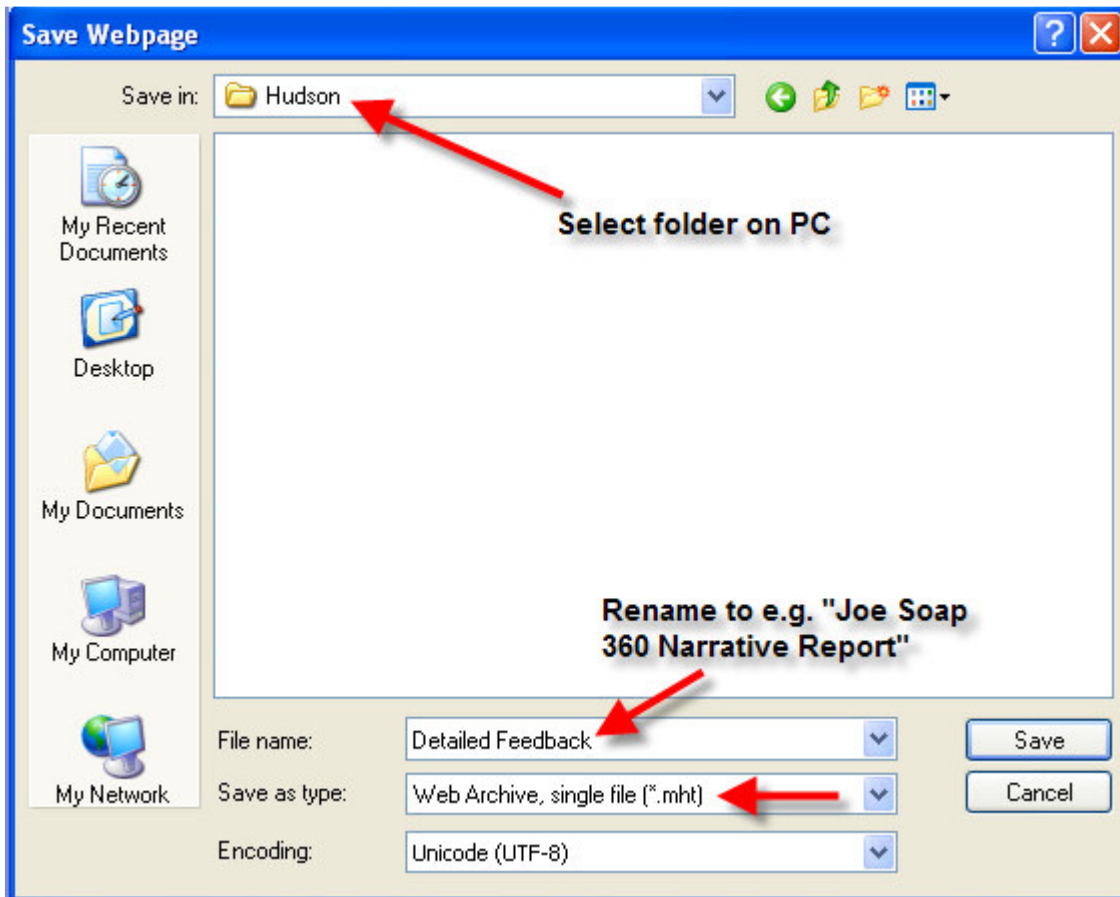 Save Webpage
Save in:
Hudson
My Recent
Documents
Select folder on PC
Desktop
My Documents
My Computer
Rename to e.g. "Joe Soap
360 Narrative Report"
My Network
File name:
Detailed Feedback
Save
Save as type:
Web Archive, single file (*.mht)
Cancel
Encoding:
Unicode (UTF-8)